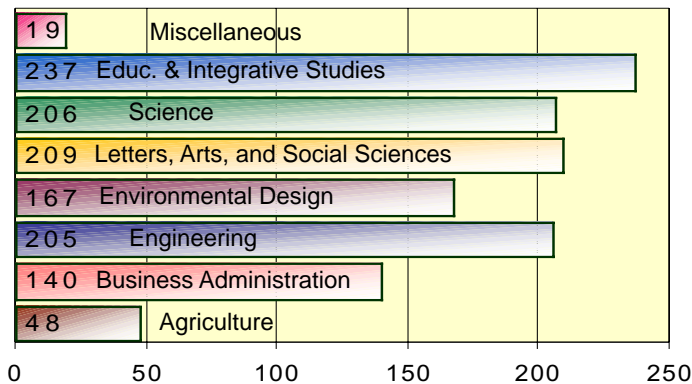 19 Miscellaneous
237 Educ. & Integrative Studies
206 Science
209 Letters, Arts, and Social Sciences
167 Environmental Design
205 Engineering
140 Business Administration
48 Agriculture
0 50 100 150 200 250